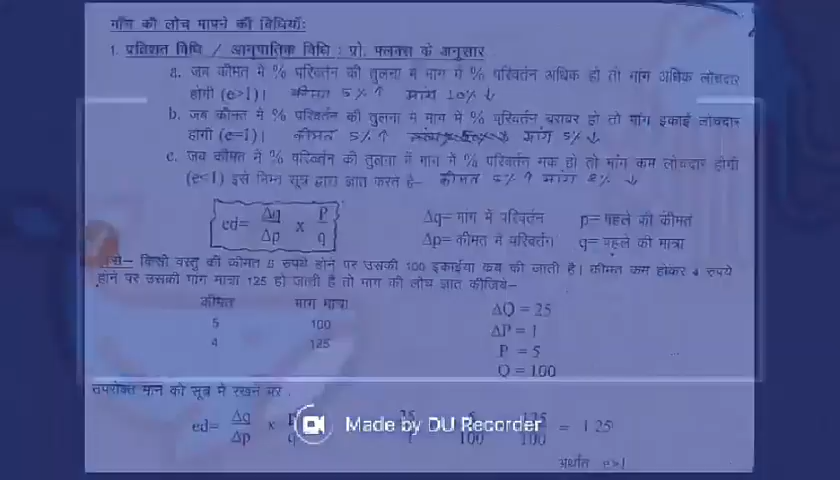 माँग की लोच मापने की विधियाँ:
1. प्रतिशत विधि / आनुपातिक विधि : प्रो. फ्लक्स के अनुसार
a. जब कीमत में % परिवर्तन की तुलना में मांग में % परिवर्तन अधिक हो तो मांग अधिक लोचदार
होगी (e>1)। कीमत 5% ↑ मांग 10% ↓
b. जब कीमत में % परिवर्तन की तुलना में मांग में % परिवर्तन बराबर हो तो मांग इकाई लोचदार
होगी (e=1)। कीमत 5% ↑ मांग 5% ↓
c. जब कीमत में % परिवर्तन की तुलना में मांग में % परिवर्तन हो तो माँग कम लोचदार होगी
(e<1) इसे निम्न सूत्र द्वारा ज्ञात करते है– कीमत ↑ मांग ↓
ed= Δq/Δp x p/q
Δq= मांग में परिवर्तन p= पहले की कीमत
Δp= कीमत में परिवर्तन q= पहले की मात्रा
किसी वस्तु की कीमत 5 रुपये होने पर उसकी 100 इकाईया क्रय की जाती है। कीमत कम होकर 4 रुपये
होने पर उसकी मांग मात्रा 125 हो जाती है तो मांग की लोच ज्ञात कीजिये–
कीमत मांग मात्रा
5 100
4 125
ΔQ = 25
ΔP = 1
P = 5
Q = 100
उपरोक्त मान को सूत्र में रखने पर
ed= Δq/Δp x p/q 125/100 = 1.25
अर्थात e>1
Made by DU Recorder